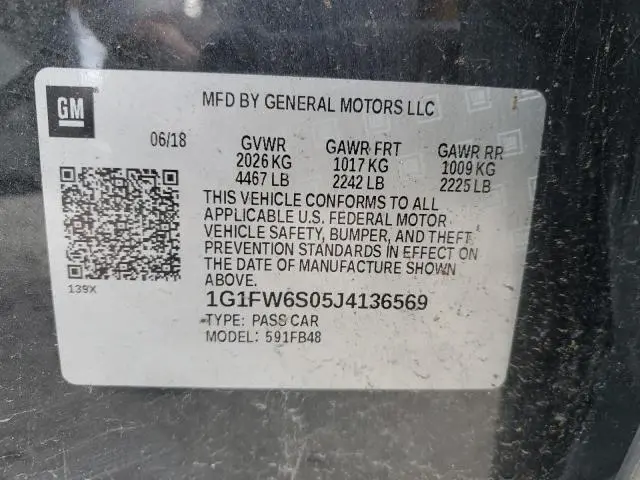 GM
MFD BY GENERAL MOTORS LLC
06/18 GVWR GAWR FRT GAWR RR
2026 KG 1017 KG 1009 KG
4467 LB 2242 LB 2225 LB
THIS VEHICLE CONFORMS TO ALL
APPLICABLE U.S. FEDERAL MOTOR
VEHICLE SAFETY, BUMPER, AND THEFT
PREVENTION STANDARDS IN EFFECT ON
THE DATE OF MANUFACTURE SHOWN
ABOVE.
139X
1G1FW6S05J4136569
TYPE: PASS CAR
MODEL: 591FB48